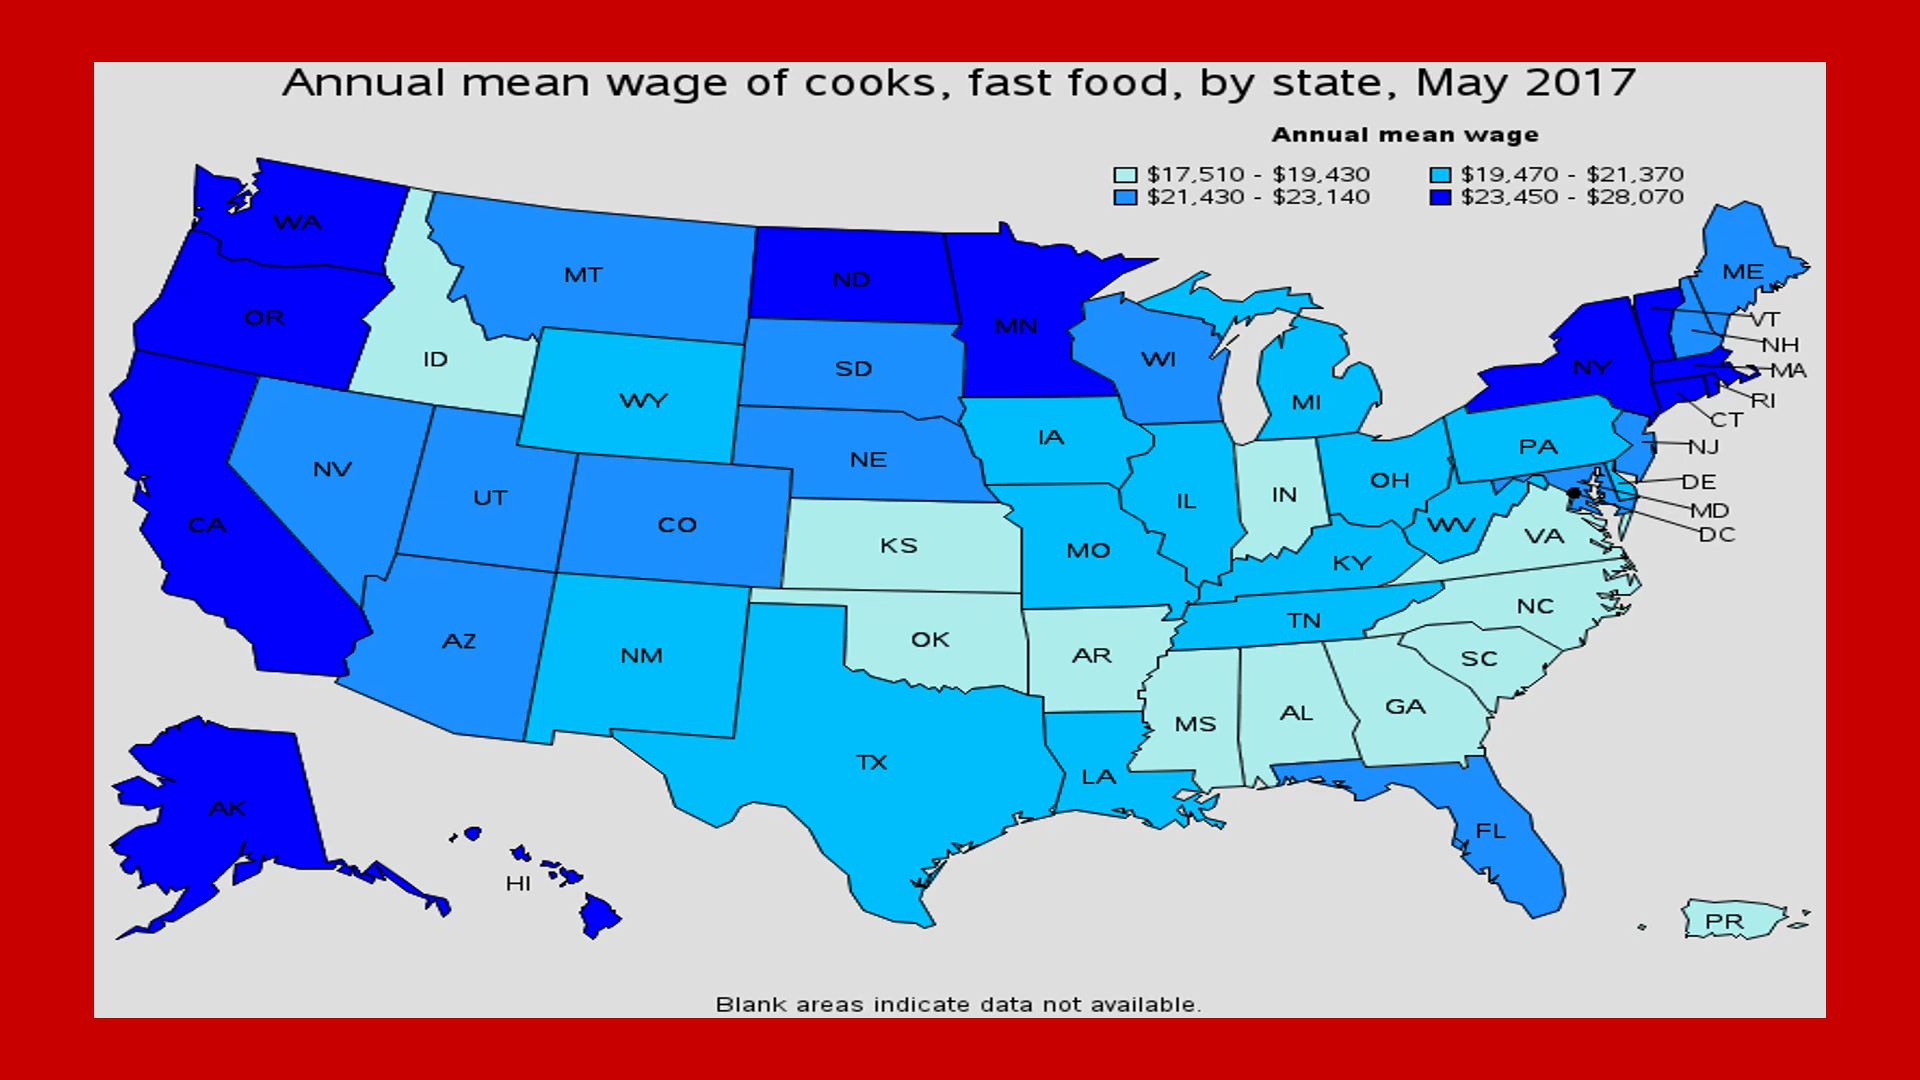 Annual mean wage of cooks, fast food, by state, May 2017
Annual mean wage
$17,510 - $19,430
$19,470 - $21,370
$21,430 - $23,140
$23,450 - $28,070
WA
MT
ND
MN
ME
OR
ID
SD
WI
VT
NH
NY
MA
WY
MI
RI
CT
IA
NE
PA
NJ
NV
UT
CO
IL
IN
OH
DE
CA
KS
MO
WV
MD
VA
DC
KY
AZ
NM
OK
AR
TN
NC
SC
MS
AL
GA
TX
LA
AK
FL
HI
PR
Blank areas indicate data not available.